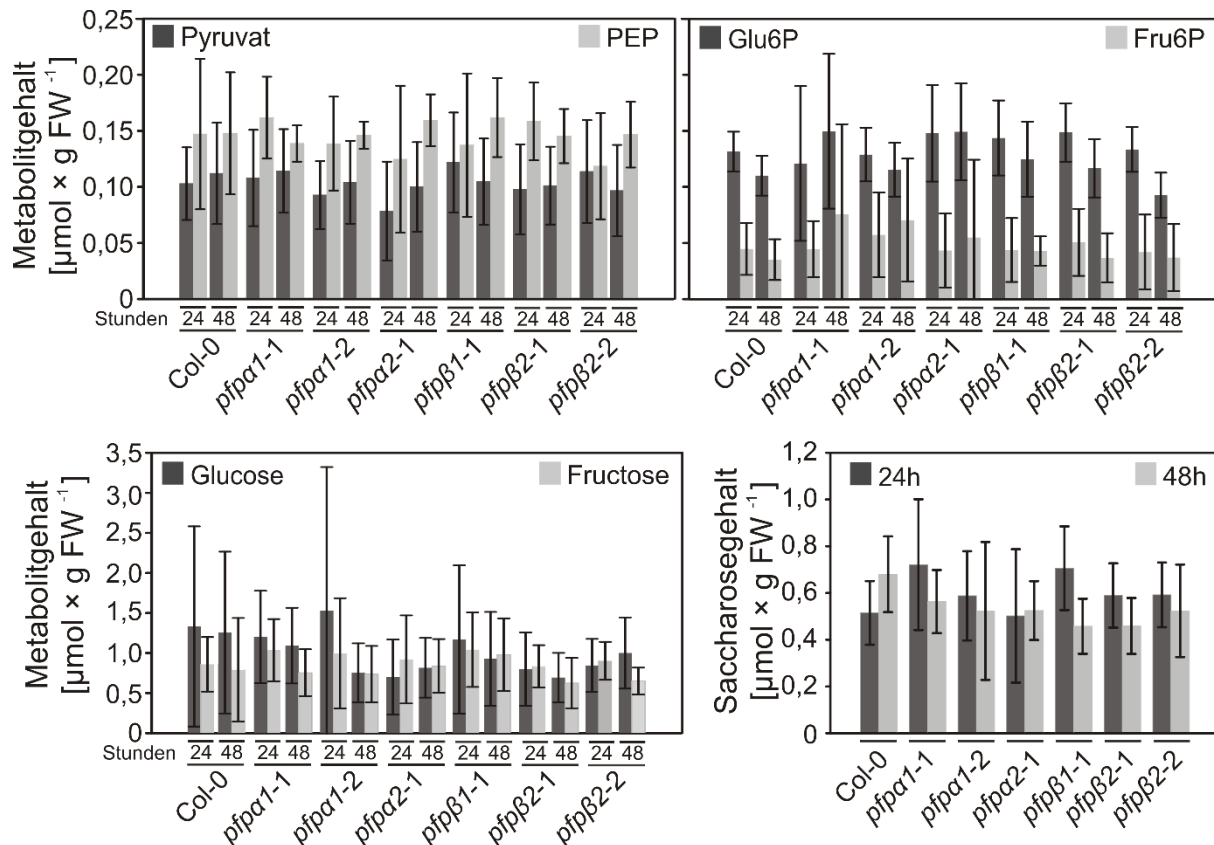 Metabolitgehalt
[µmol × g FW⁻¹]
0,25
0,20
0,15
0,10
0,05
0
Pyruvat PEP
Stunden 24 48 24 48 24 48 24 48 24 48 24 48 24 48
Col-0 pfpα1-1 pfpα1-2 pfpα2-1 pfpβ1-1 pfpβ2-1 pfpβ2-2
Glu6P Fru6P
24 48 24 48 24 48 24 48 24 48 24 48 24 48
Col-0 pfpα1-1 pfpα1-2 pfpα2-1 pfpβ1-1 pfpβ2-1 pfpβ2-2
Metabolitgehalt
[µmol × g FW⁻¹]
3,5
3,0
2,5
2,0
1,5
1,0
0,5
0
Glucose Fructose
Stunden 24 48 24 48 24 48 24 48 24 48 24 48 24 48
Col-0 pfpα1-1 pfpα1-2 pfpα2-1 pfpβ1-1 pfpβ2-1 pfpβ2-2
Saccharosegehalt
[µmol × g FW⁻¹]
1,2
1,0
0,8
0,6
0,4
0,2
0
24h 48h
Col-0 pfpα1-1 pfpα1-2 pfpα2-1 pfpβ1-1 pfpβ2-1 pfpβ2-2